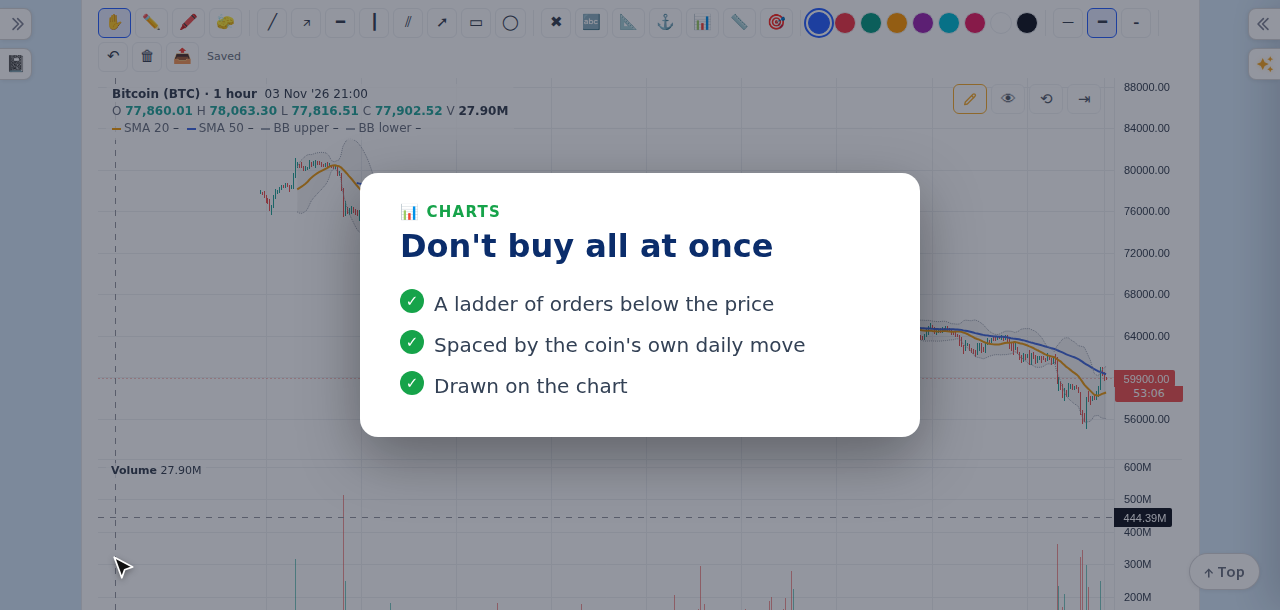 abc
Saved
Bitcoin (BTC) · 1 hour 03 Nov '26 21:00
O 77,860.01 H 78,063.30 L 77,816.51 C 77,902.52 V 27.90M
SMA 20 – SMA 50 – BB upper – BB lower –
88000.00
84000.00
80000.00
76000.00
72000.00
68000.00
64000.00
59900.00
53:06
56000.00
📊 CHARTS
Don't buy all at once
A ladder of orders below the price
Spaced by the coin's own daily move
Drawn on the chart
Volume 27.90M
600M
500M
444.39M
400M
300M
200M
↑ Top